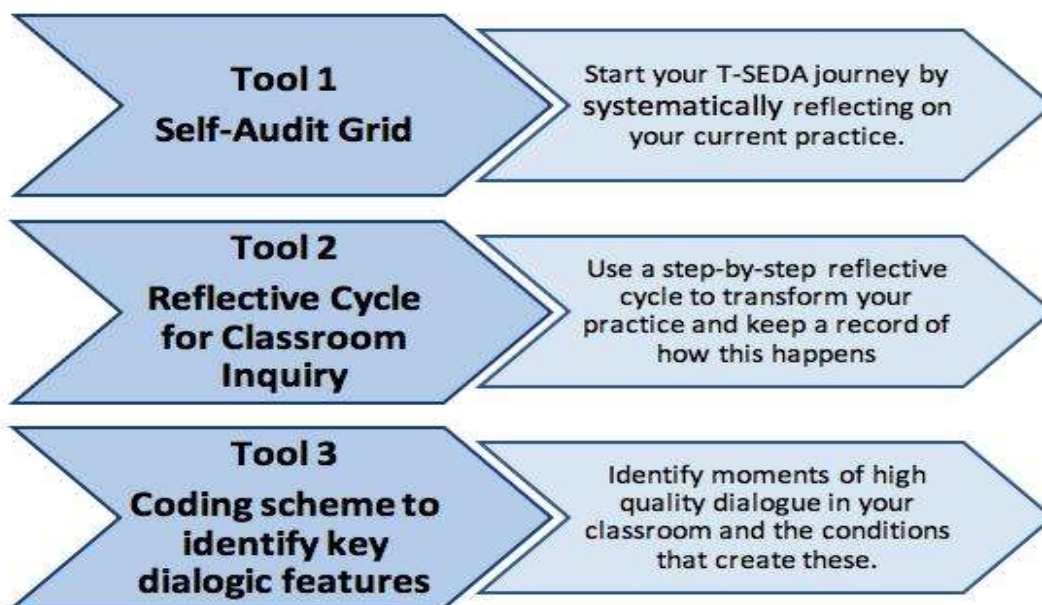 Tool 1
Self-Audit Grid
Start your T-SEDA journey by
systematically reflecting on
your current practice.
Tool 2
Reflective Cycle
for Classroom
Inquiry
Use a step-by-step reflective
cycle to transform your
practice and keep a record of
how this happens
Tool 3
Coding scheme to
identify key
dialogic features
Identify moments of high
quality dialogue in your
classroom and the conditions
that create these.